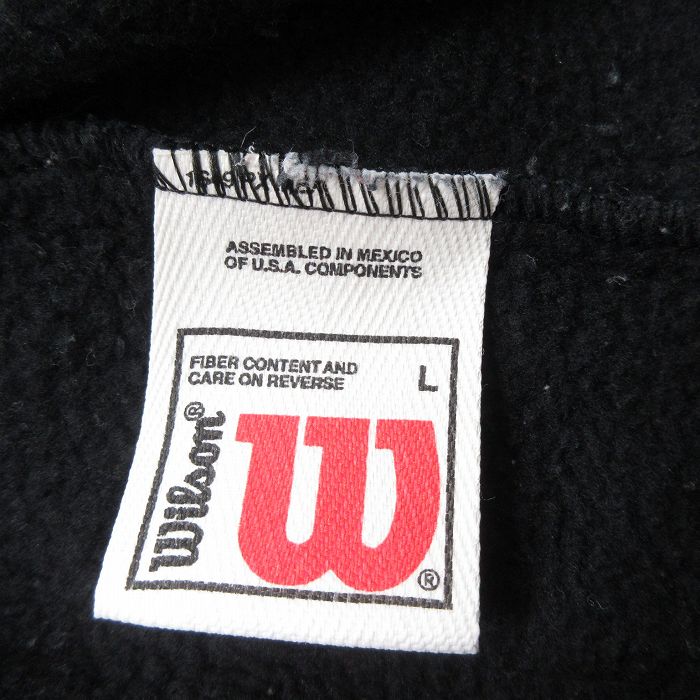 ASSEMBLED IN MEXICO
OF U.S.A. COMPONENTS
FIBER CONTENT AND
CARE ON REVERSE
L
Wilson®
W®